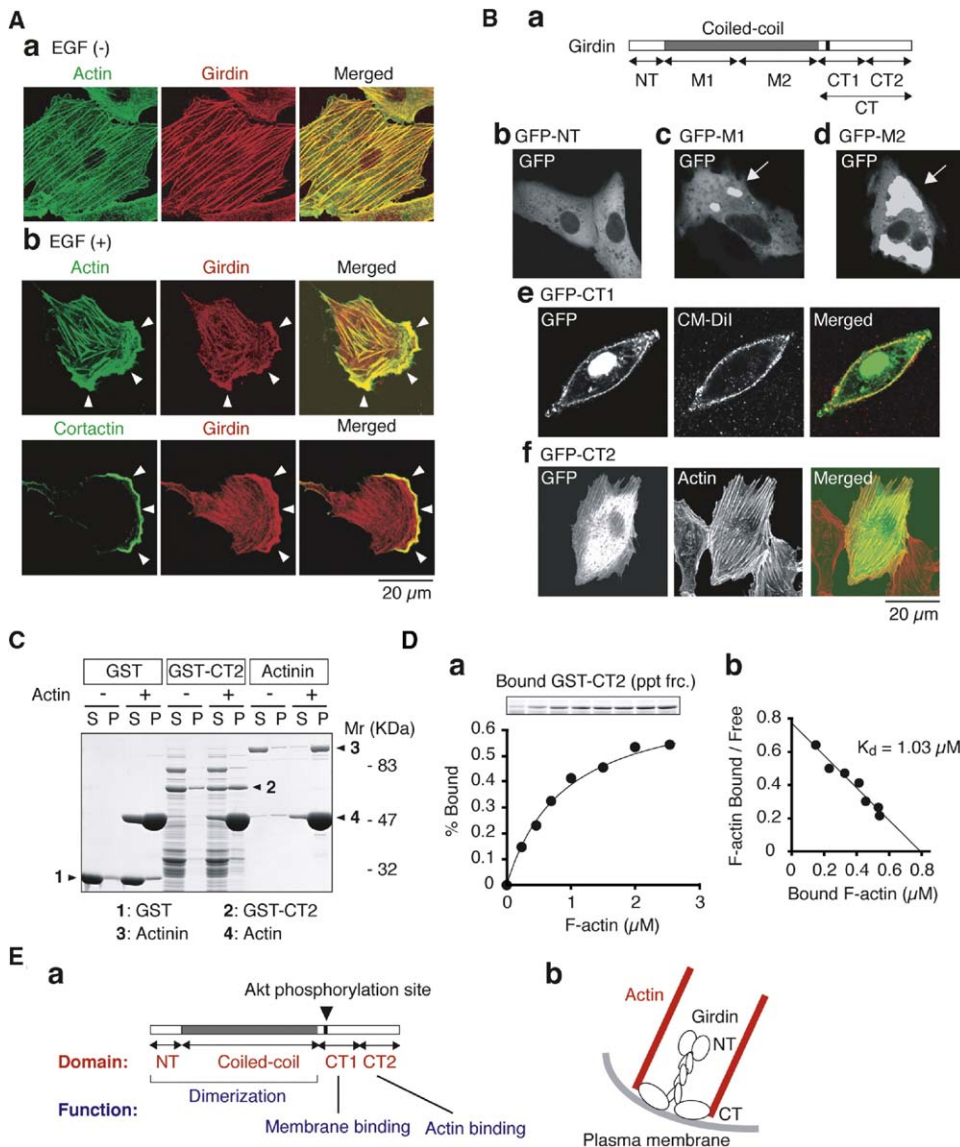 A
a EGF (-)
Actin Girdin Merged
b EGF (+)
Actin Girdin Merged
Cortactin Girdin Merged
20 µm
B a
Coiled-coil
Girdin
NT M1 M2 CT1 CT2
CT
b GFP-NT c GFP-M1 d GFP-M2
GFP GFP GFP
e GFP-CT1
GFP CM-DiI Merged
f GFP-CT2
GFP Actin Merged
20 µm
C
GST GST-CT2 Actinin
Actin - + - + - +
S P S P S P S P S P S P Mr (KDa)
3
- 83
2
4 - 47
- 32
1
1: GST 2: GST-CT2
3: Actinin 4: Actin
D a
Bound GST-CT2 (ppt frc.)
% Bound
0.6
0.5
0.4
0.3
0.2
0.1
0
0 1 2 3
F-actin (µM)
b
F-actin Bound / Free
1.0
0.8
0.6
0.4
0.2
0
Kd = 1.03 µM
0 0.2 0.4 0.6 0.8
Bound F-actin (µM)
E a
Akt phosphorylation site
Domain: NT Coiled-coil CT1 CT2
Dimerization
Function:
Membrane binding Actin binding
b
Actin
Girdin
NT
CT
Plasma membrane